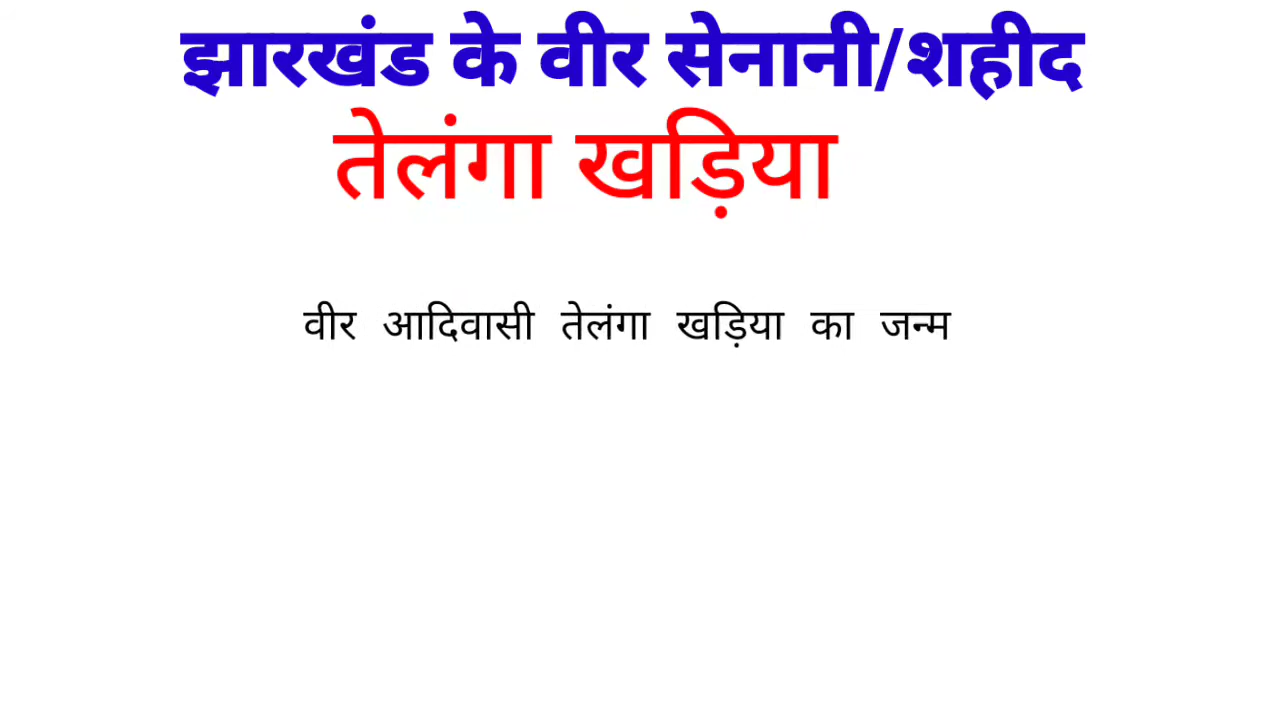 झारखंड के वीर सेनानी/शहीद
तेलंगा खड़िया
वीर आदिवासी तेलंगा खड़िया का जन्म